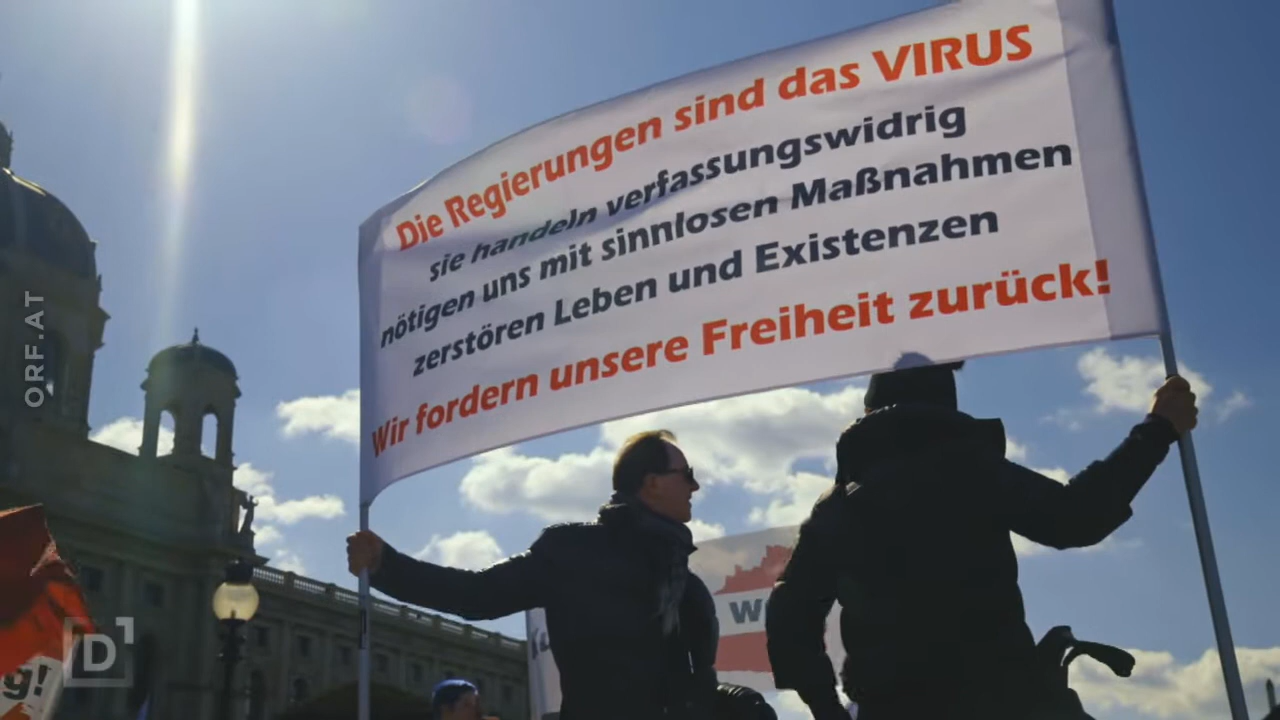 Die Regierungen sind das VIRUS
sie handeln verfassungswidrig
nötigen uns mit sinnlosen Maßnahmen
zerstören Leben und Existenzen
Wir fordern unsere Freiheit zurück!
ORF.AT
D
g!